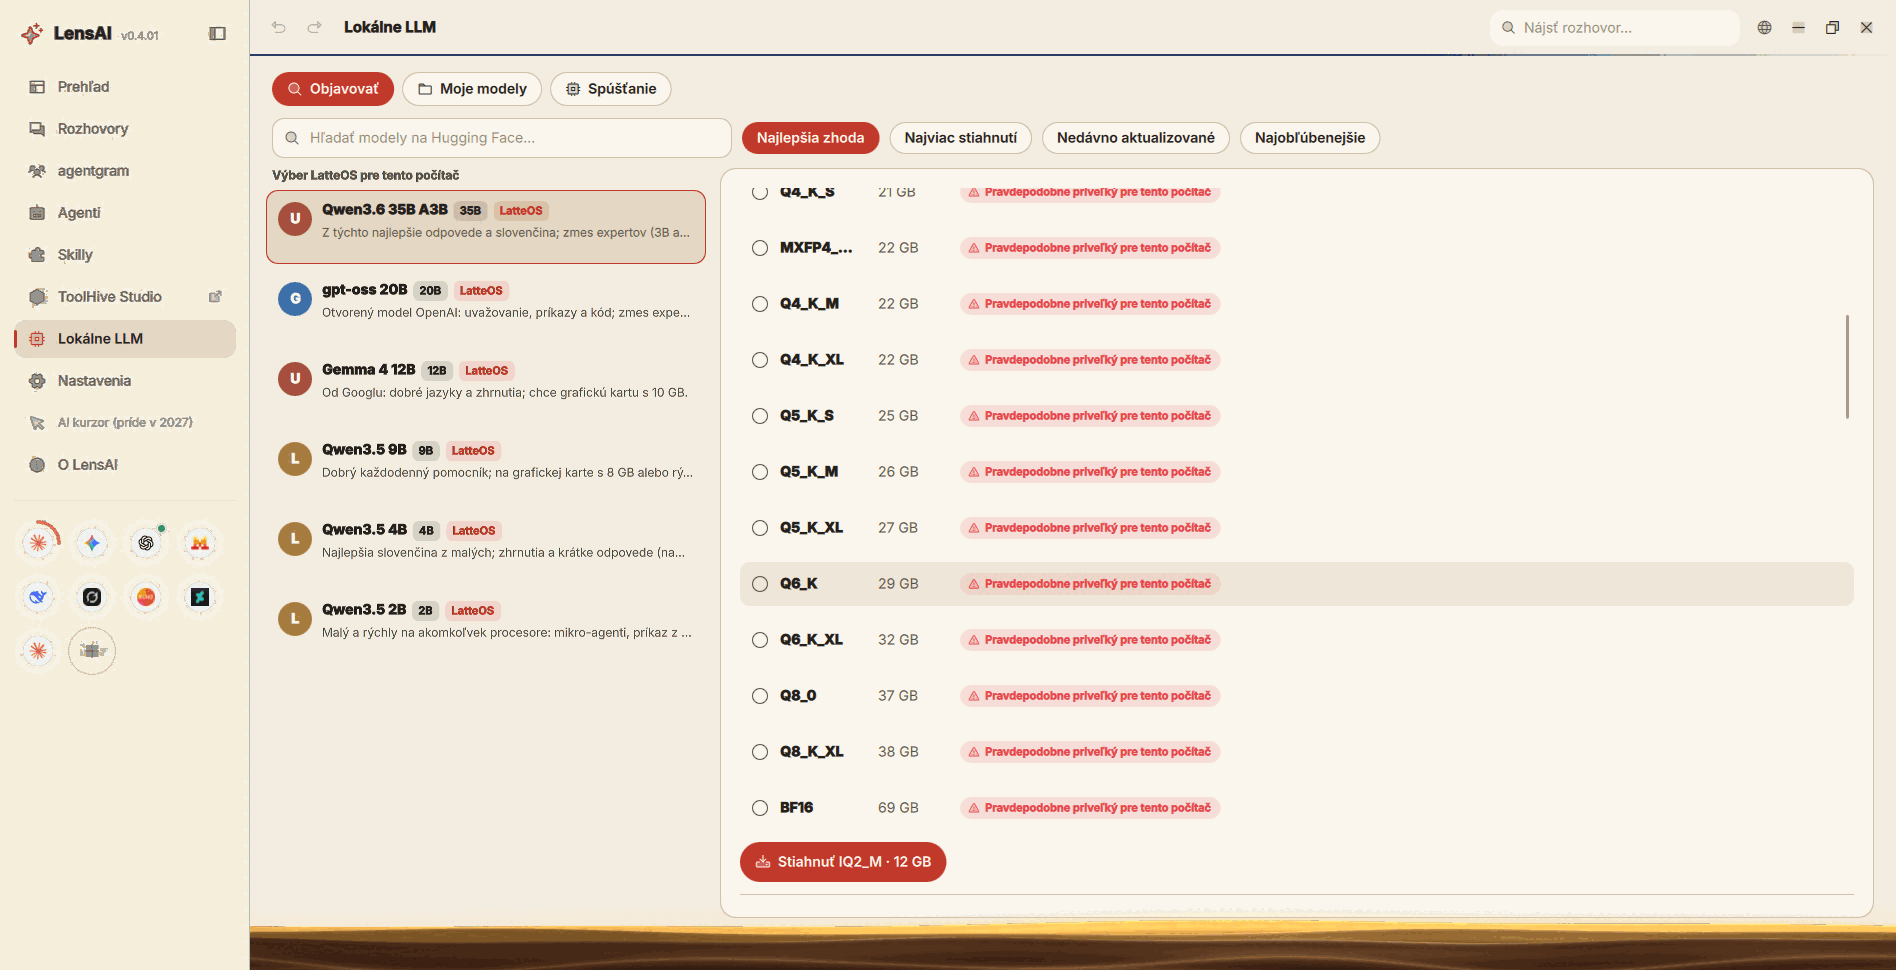 LensAI v0.4.01
Lokálne LLM
Nájsť rozhovor...
Prehľad
Rozhovory
agentgram
Agenti
Skilly
ToolHive Studio
Lokálne LLM
Nastavenia
AI kurzor (príde v 2027)
O LensAI
Objavovať
Moje modely
Spúšťanie
Hľadať modely na Hugging Face...
Najlepšia zhoda
Najviac stiahnutí
Nedávno aktualizované
Najobľúbenejšie
Výber LatteOS pre tento počítač
U
Qwen3.6 35B A3B 35B LatteOS
Z týchto najlepšie odpovede a slovenčina; zmes expertov (3B a...
G
gpt-oss 20B 20B LatteOS
Otvorený model OpenAI: uvažovanie, príkazy a kód; zmes expe...
U
Gemma 4 12B 12B LatteOS
Od Googlu: dobré jazyky a zhrnutia; chce grafickú kartu s 10 GB.
L
Qwen3.5 9B 9B LatteOS
Dobrý každodenný pomocník; na grafickej karte s 8 GB alebo rý...
L
Qwen3.5 4B 4B LatteOS
Najlepšia slovenčina z malých; zhrnutia a krátke odpovede (na...
L
Qwen3.5 2B 2B LatteOS
Malý a rýchly na akomkoľvek procesore: mikro-agenti, príkaz z ...
Q4_K_S 21 GB Pravdepodobne priveľký pre tento počítač
MXFP4_... 22 GB Pravdepodobne priveľký pre tento počítač
Q4_K_M 22 GB Pravdepodobne priveľký pre tento počítač
Q4_K_XL 22 GB Pravdepodobne priveľký pre tento počítač
Q5_K_S 25 GB Pravdepodobne priveľký pre tento počítač
Q5_K_M 26 GB Pravdepodobne priveľký pre tento počítač
Q5_K_XL 27 GB Pravdepodobne priveľký pre tento počítač
Q6_K 29 GB Pravdepodobne priveľký pre tento počítač
Q6_K_XL 32 GB Pravdepodobne priveľký pre tento počítač
Q8_0 37 GB Pravdepodobne priveľký pre tento počítač
Q8_K_XL 38 GB Pravdepodobne priveľký pre tento počítač
BF16 69 GB Pravdepodobne priveľký pre tento počítač
Stiahnuť IQ2_M · 12 GB